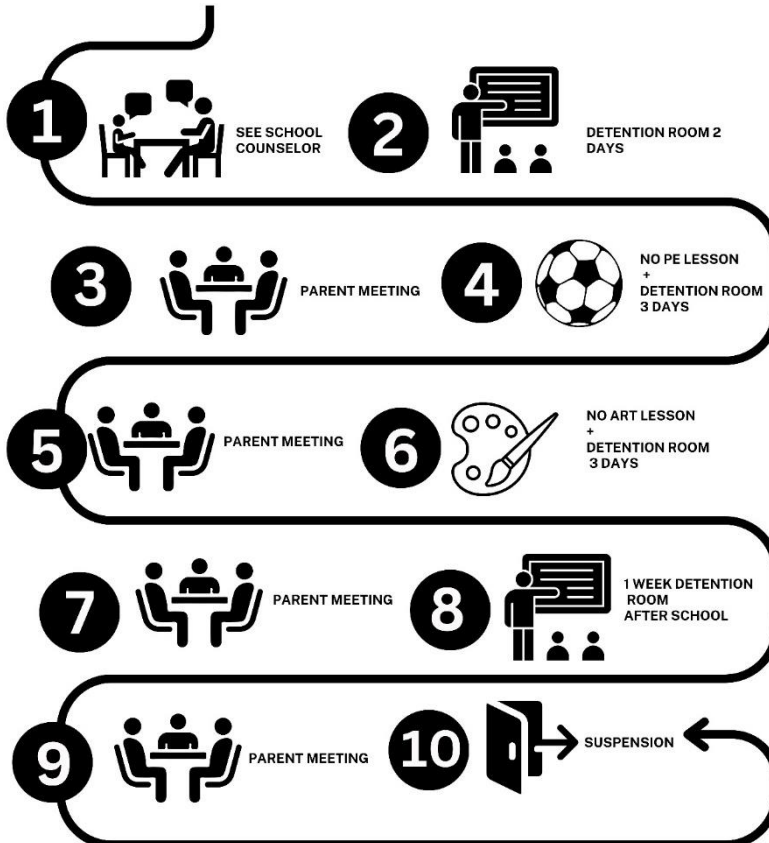 1
SEE SCHOOL
COUNSELOR
2
DETENTION ROOM 2
DAYS
3
PARENT MEETING
4
NO PE LESSON
+
DETENTION ROOM
3 DAYS
5
PARENT MEETING
6
NO ART LESSON
+
DETENTION ROOM
3 DAYS
7
PARENT MEETING
8
1 WEEK DETENTION
ROOM
AFTER SCHOOL
9
PARENT MEETING
10
SUSPENSION